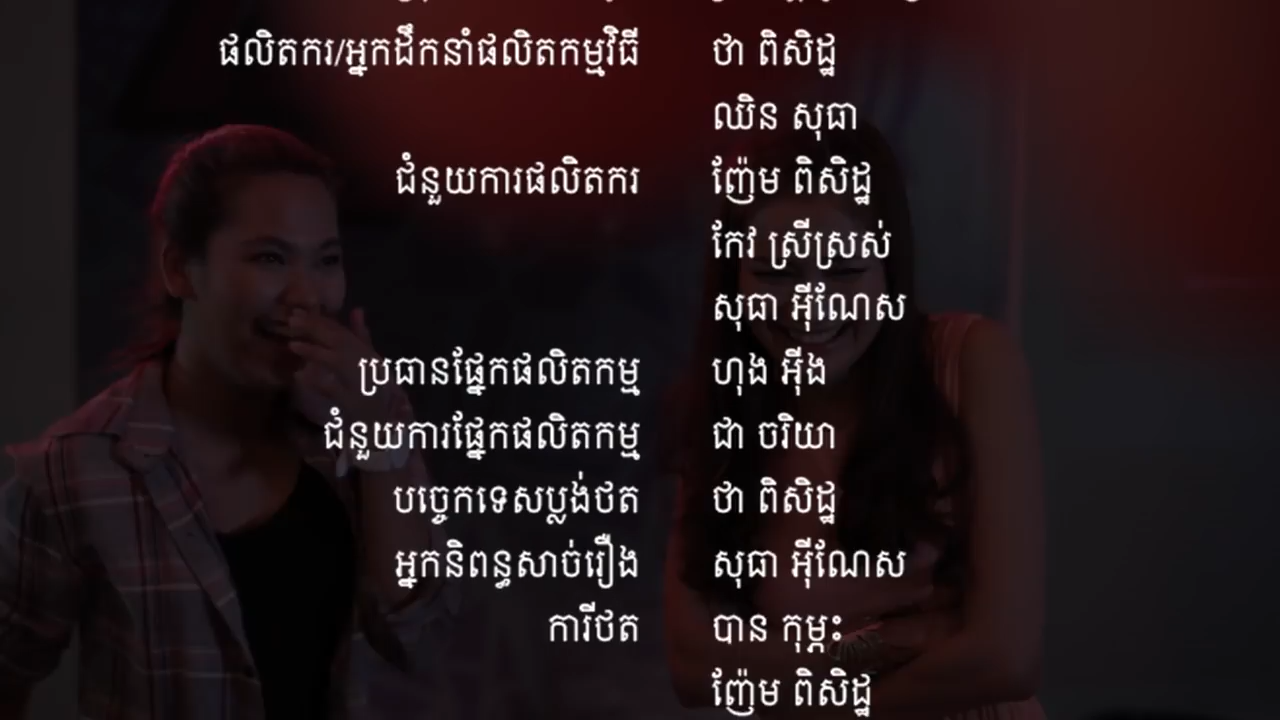 ផលិតករ/អ្នកដឹកនាំផលិតកម្មវិធី ថា ពិសិដ្ឋ
ឈិន សុធា
ជំនួយការផលិតករ ញ៉ែម ពិសិដ្ឋ
កែវ ស្រីស្រស់
សុធា អ៊ីណែស
ប្រធានផ្នែកផលិតកម្ម ហុង អ៊ីង
ជំនួយការផ្នែកផលិតកម្ម ជា ចរិយា
បច្ចេកទេសប្លង់ថត ថា ពិសិដ្ឋ
អ្នកនិពន្ធសាច់រឿង សុធា អ៊ីណែស
ការីថត បាន កុម្ភះ
ញ៉ែម ពិសិដ្ឋ